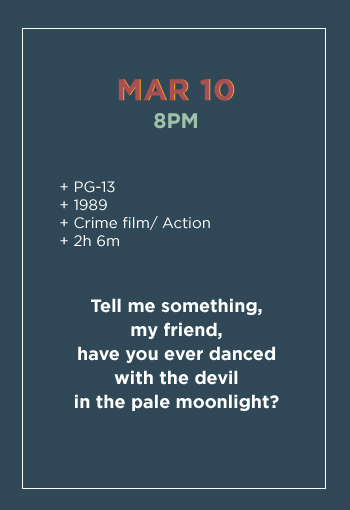 MAR 10
8PM
+ PG-13
+ 1989
+ Crime film/ Action
+ 2h 6m
Tell me something,
my friend,
have you ever danced
with the devil
in the pale moonlight?